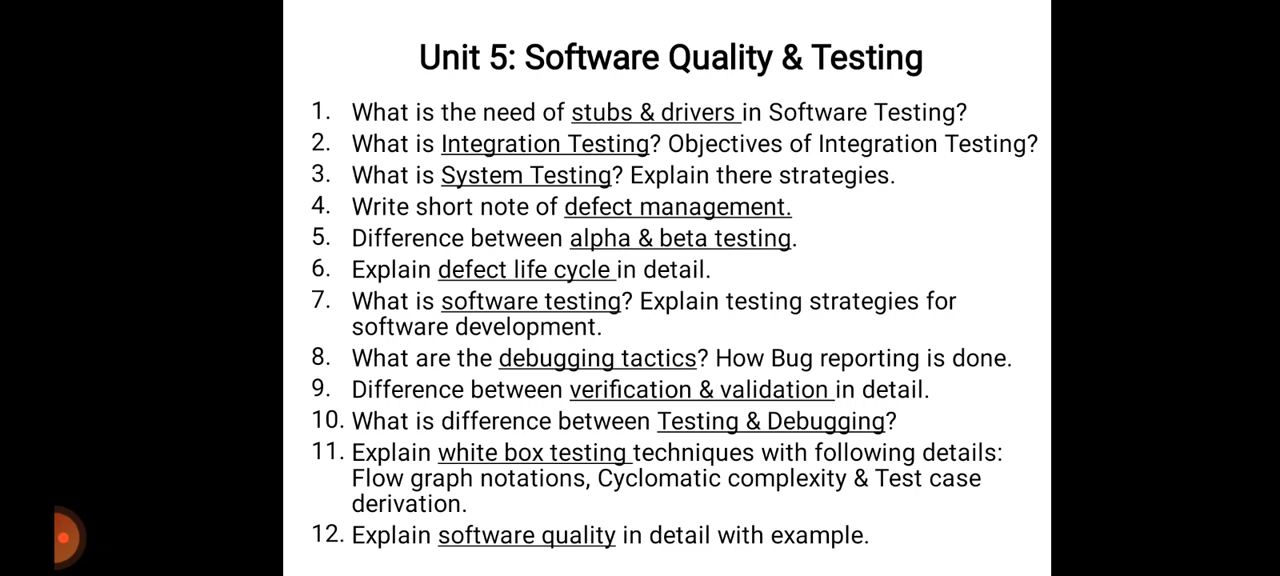 Unit 5: Software Quality & Testing
1. What is the need of stubs & drivers in Software Testing?
2. What is Integration Testing? Objectives of Integration Testing?
3. What is System Testing? Explain there strategies.
4. Write short note of defect management.
5. Difference between alpha & beta testing.
6. Explain defect life cycle in detail.
7. What is software testing? Explain testing strategies for
software development.
8. What are the debugging tactics? How Bug reporting is done.
9. Difference between verification & validation in detail.
10. What is difference between Testing & Debugging?
11. Explain white box testing techniques with following details:
Flow graph notations, Cyclomatic complexity & Test case
derivation.
12. Explain software quality in detail with example.